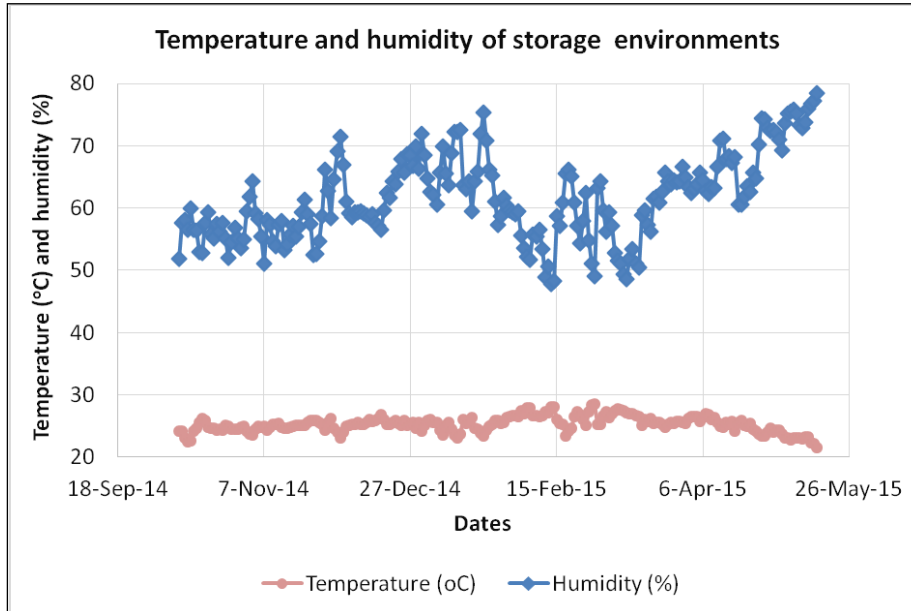 Temperature and humidity of storage environments
Temperature (°C) and humidity (%)
80
70
60
50
40
30
20
18-Sep-14 7-Nov-14 27-Dec-14 15-Feb-15 6-Apr-15 26-May-15
Dates
Temperature (oC) Humidity (%)